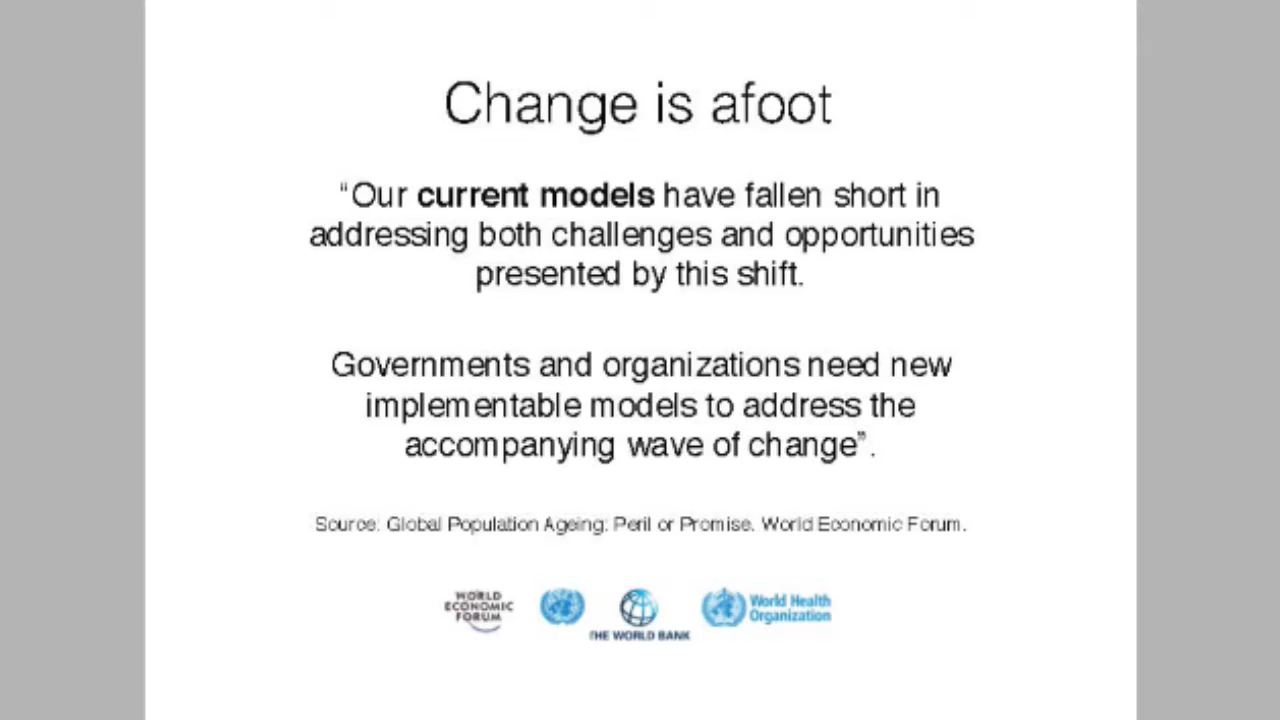 Change is afoot
“Our current models have fallen short in
addressing both challenges and opportunities
presented by this shift.
Governments and organizations need new
implementable models to address the
accompanying wave of change”.
Source: Global Population Ageing: Peril or Promise. World Economic Forum.
WORLD
ECONOMIC
FORUM
THE WORLD BANK
World Health
Organization